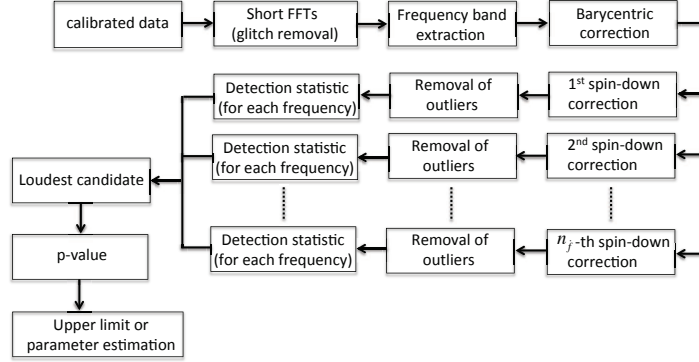 calibrated data
Short FFTs
(glitch removal)
Frequency band
extraction
Barycentric
correction
Detection statistic
(for each frequency)
Removal of
outliers
1st spin-down
correction
Detection statistic
(for each frequency)
Removal of
outliers
2nd spin-down
correction
Loudest candidate
Detection statistic
(for each frequency)
Removal of
outliers
n_ḟ-th spin-down
correction
p-value
Upper limit or
parameter estimation